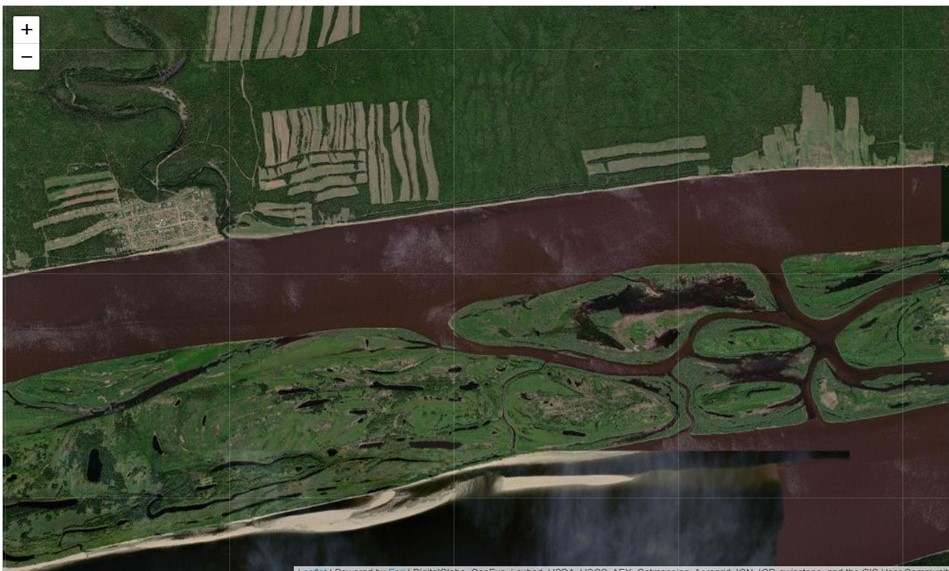 +
−
Leaflet | Powered by Esri | DigitalGlobe, GeoEye, i-cubed, USDA, USGS, AEX, Getmapping, Aerogrid, IGN, IGP, swisstopo, and the GIS User Community